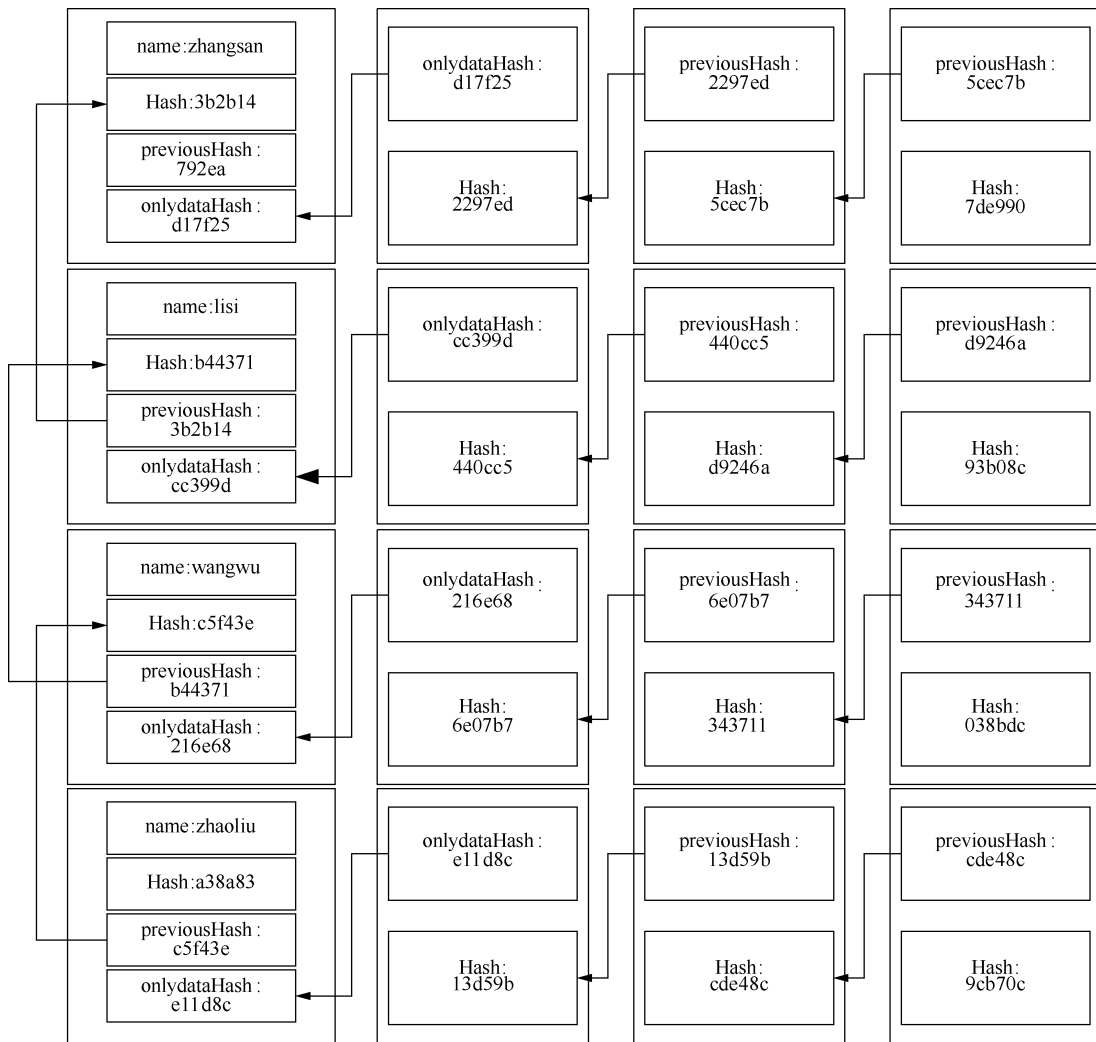 name:zhangsan
Hash:3b2b14
previousHash:
792ea
onlydataHash:
d17f25
onlydataHash:
d17f25
Hash:
2297ed
previousHash:
2297ed
Hash:
5cec7b
previousHash:
5cec7b
Hash:
7de990
name:lisi
Hash:b44371
previousHash:
3b2b14
onlydataHash:
cc399d
onlydataHash:
cc399d
Hash:
440cc5
previousHash:
440cc5
Hash:
d9246a
previousHash:
d9246a
Hash:
93b08c
name:wangwu
Hash:c5f43e
previousHash:
b44371
onlydataHash:
216e68
onlydataHash:
216e68
Hash:
6e07b7
previousHash:
6e07b7
Hash:
343711
previousHash:
343711
Hash:
038bdc
name:zhaoliu
Hash:a38a83
previousHash:
c5f43e
onlydataHash:
e11d8c
onlydataHash:
e11d8c
Hash:
13d59b
previousHash:
13d59b
Hash:
cde48c
previousHash:
cde48c
Hash:
9cb70c